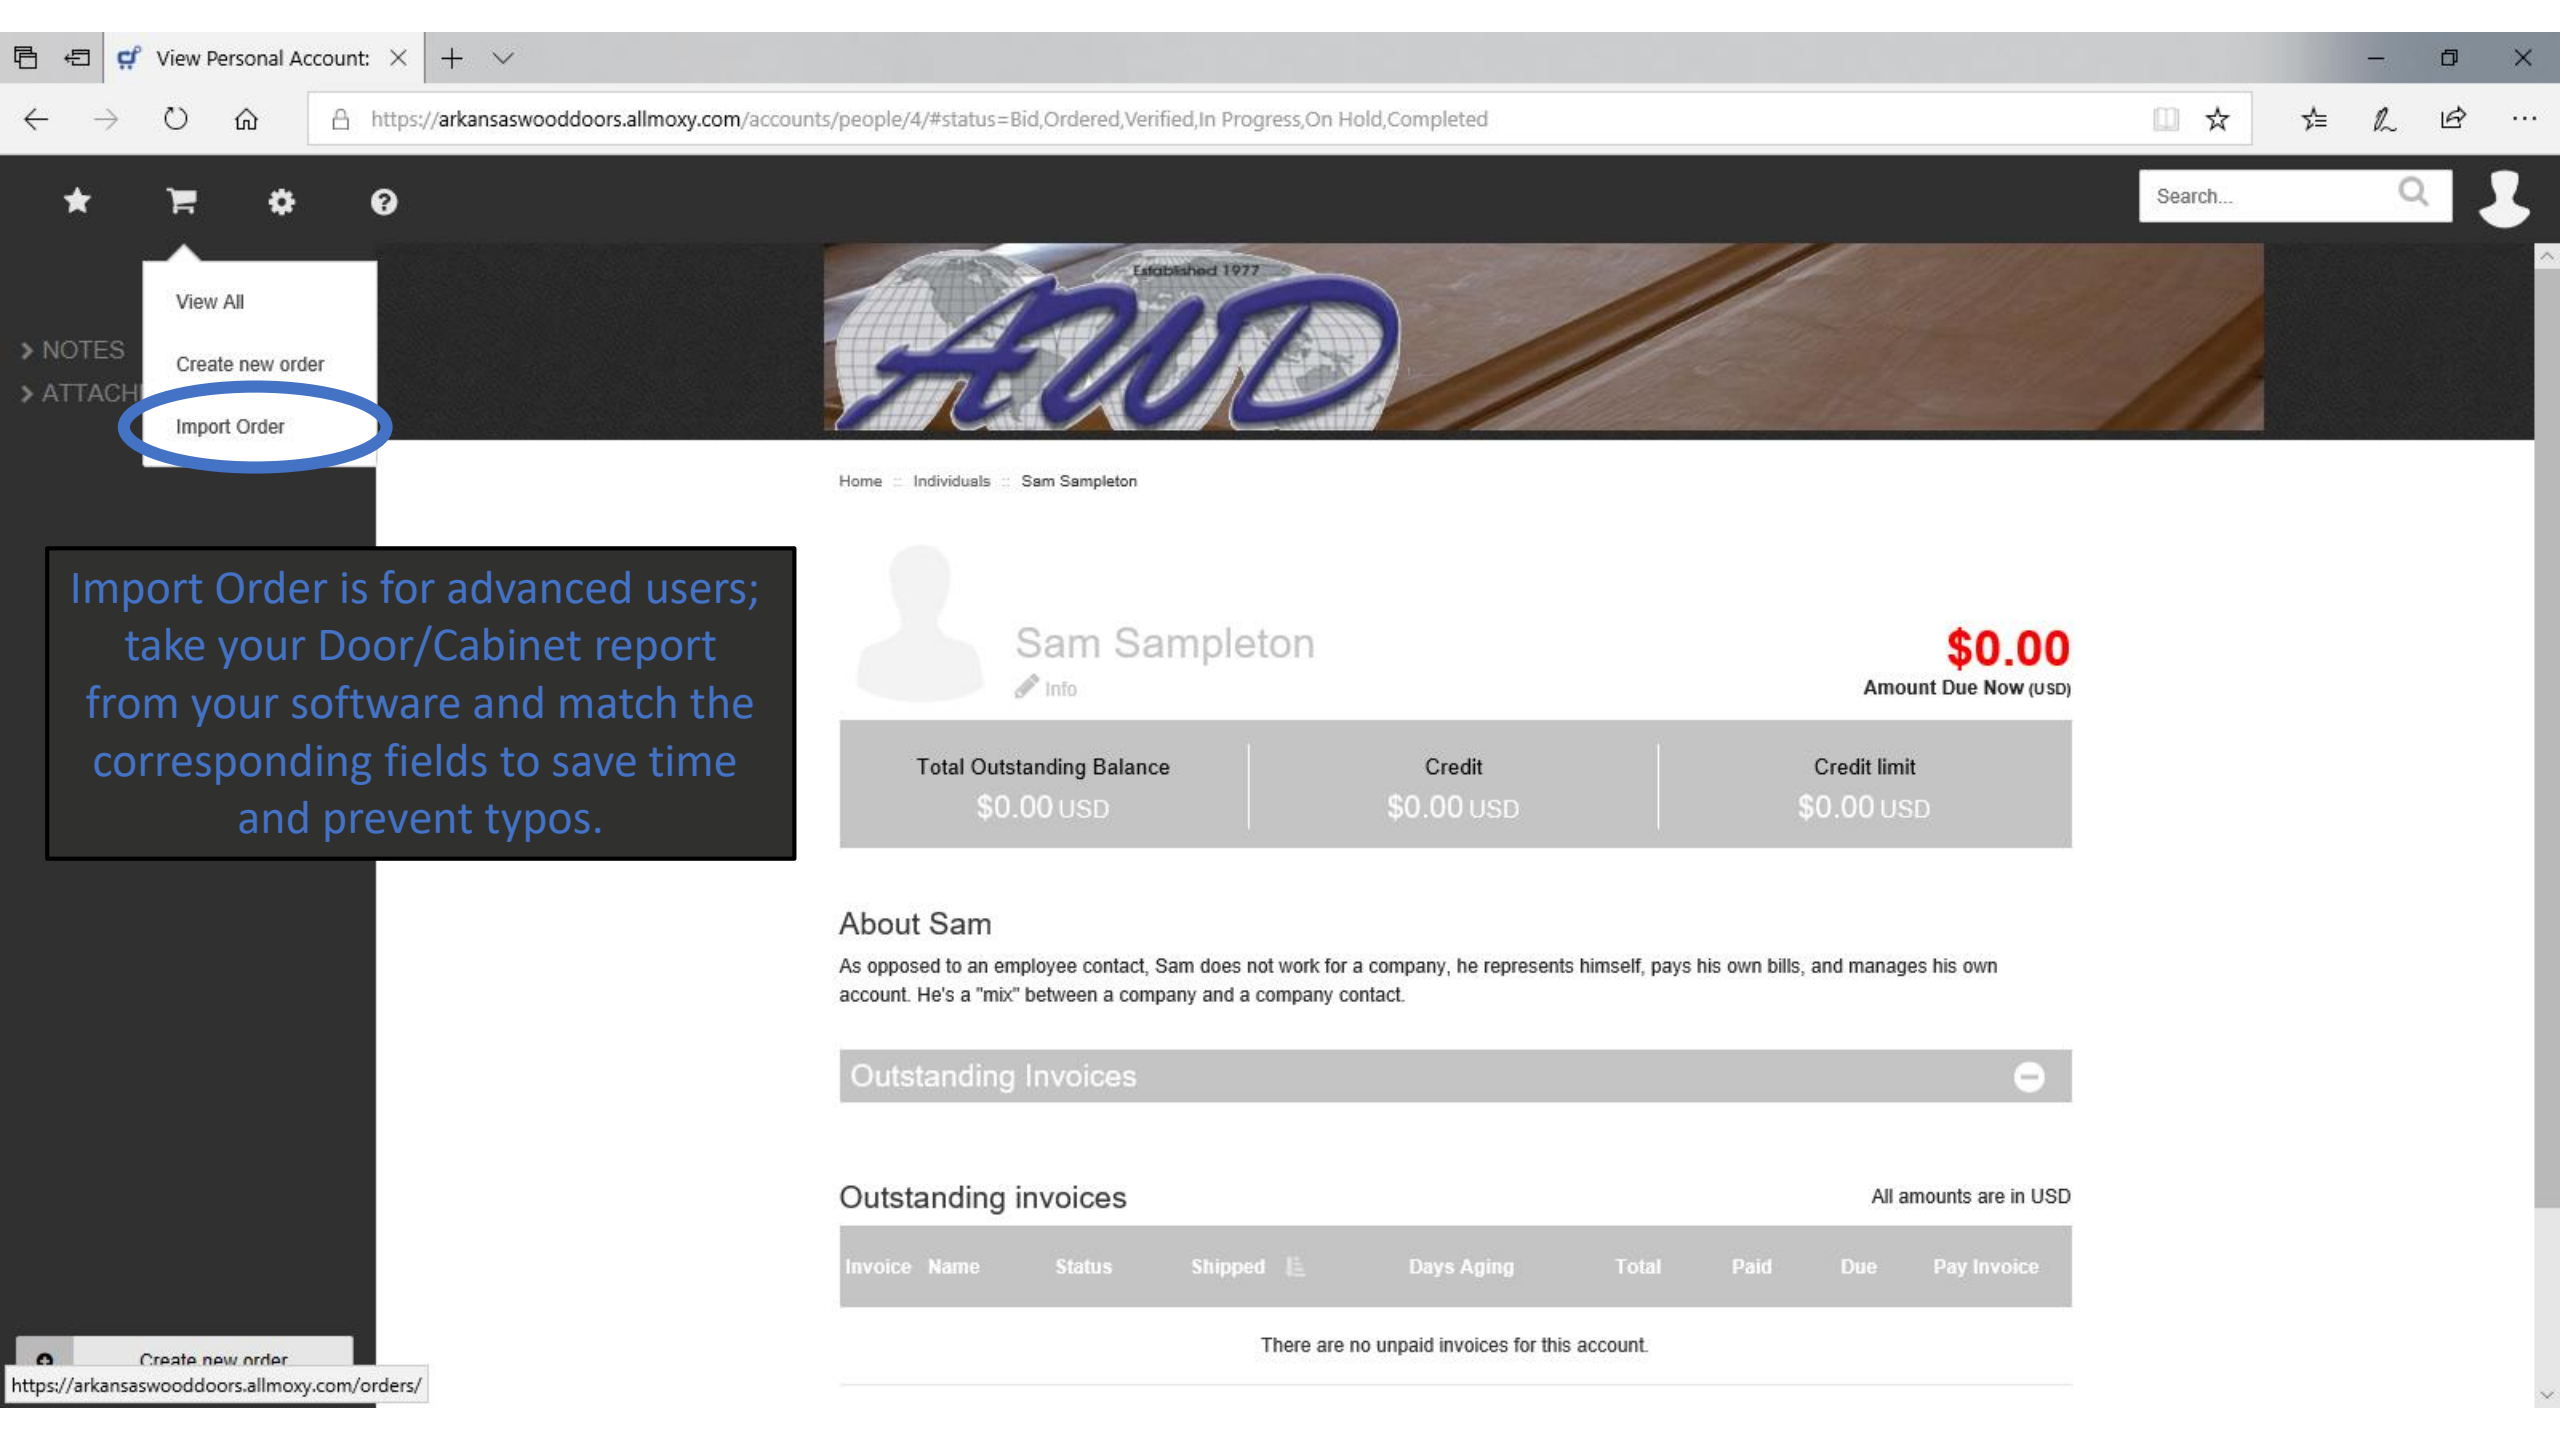 View Personal Account:
https://arkansaswooddoors.allmoxy.com/accounts/people/4/#status=Bid,Ordered,Verified,In Progress,On Hold,Completed
Search...
Established 1977
AWD
View All
Create new order
Import Order
> NOTES
> ATTACH
Home :: Individuals :: Sam Sampleton
Import Order is for advanced users;
take your Door/Cabinet report
from your software and match the
corresponding fields to save time
and prevent typos.
Sam Sampleton
Info
$0.00
Amount Due Now (USD)
Total Outstanding Balance Credit Credit limit
$0.00 USD $0.00 USD $0.00 USD
About Sam
As opposed to an employee contact, Sam does not work for a company, he represents himself, pays his own bills, and manages his own
account. He's a "mix" between a company and a company contact.
Outstanding Invoices
Outstanding invoices All amounts are in USD
Invoice Name Status Shipped Days Aging Total Paid Due Pay Invoice
There are no unpaid invoices for this account.
Create new order
https://arkansaswooddoors.allmoxy.com/orders/